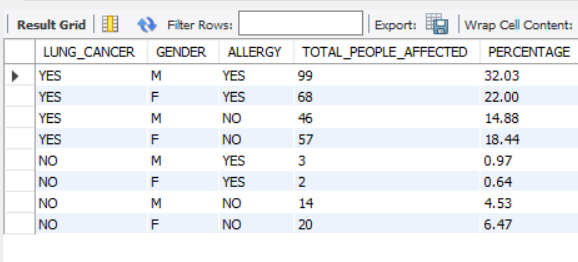 Result Grid Filter Rows: Export: Wrap Cell Content:
LUNG_CANCER GENDER ALLERGY TOTAL_PEOPLE_AFFECTED PERCENTAGE
YES M YES 99 32.03
YES F YES 68 22.00
YES M NO 46 14.88
YES F NO 57 18.44
NO M YES 3 0.97
NO F YES 2 0.64
NO M NO 14 4.53
NO F NO 20 6.47